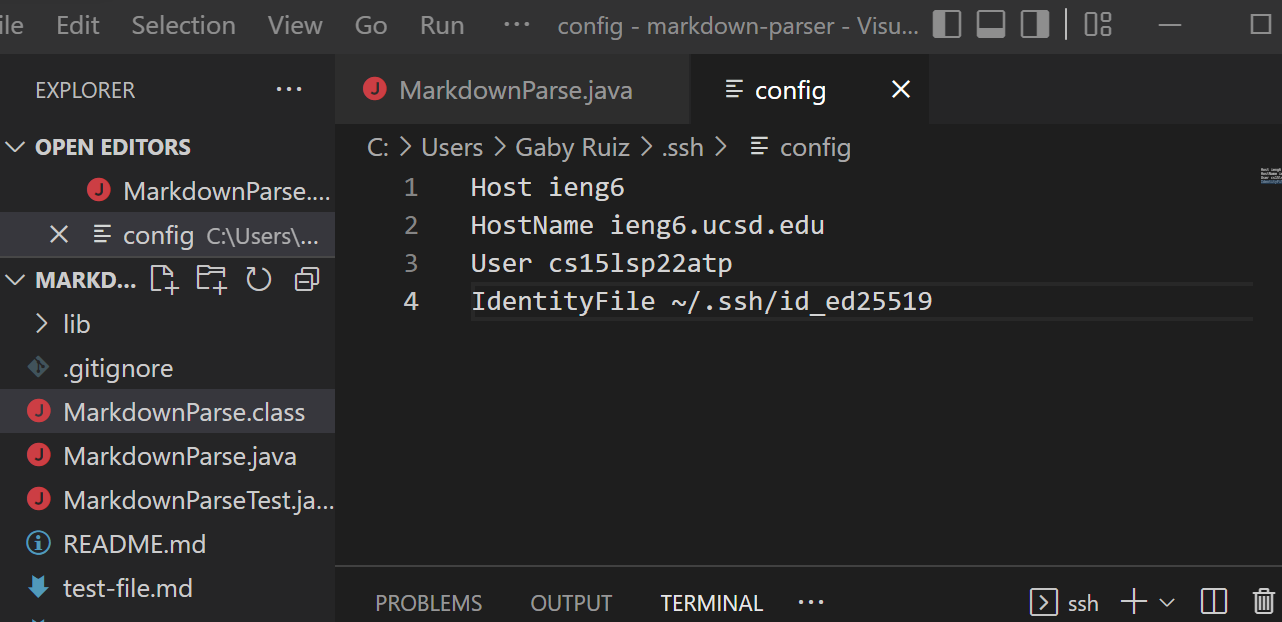 ile Edit Selection View Go Run ··· config - markdown-parser - Visu...
EXPLORER ···
OPEN EDITORS
MarkdownParse....
config C:\Users\...
MARKD...
lib
.gitignore
MarkdownParse.class
MarkdownParse.java
MarkdownParseTest.ja...
README.md
test-file.md
MarkdownParse.java
config
C: > Users > Gaby Ruiz > .ssh > config
1 Host ieng6
2 HostName ieng6.ucsd.edu
3 User cs15lsp22atp
4 IdentityFile ~/.ssh/id_ed25519
PROBLEMS OUTPUT TERMINAL ··· ssh